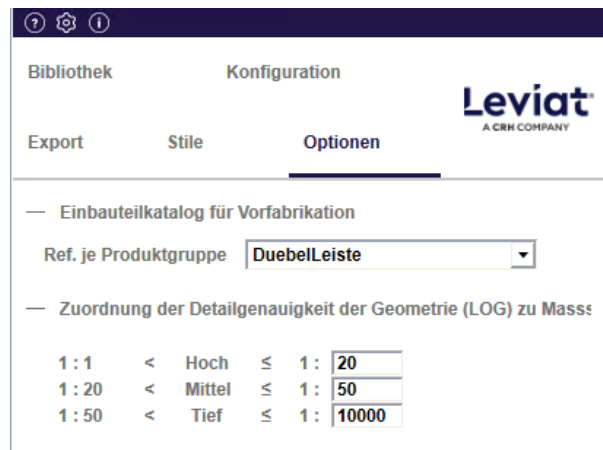 Bibliothek Konfiguration
Leviat
A CRH COMPANY
Export Stile Optionen
— Einbauteilkatalog für Vorfabrikation
Ref. je Produktgruppe DuebelLeiste
— Zuordnung der Detailgenauigkeit der Geometrie (LOG) zu Masss
1 : 1 < Hoch ≤ 1 : 20
1 : 20 < Mittel ≤ 1 : 50
1 : 50 < Tief ≤ 1 : 10000